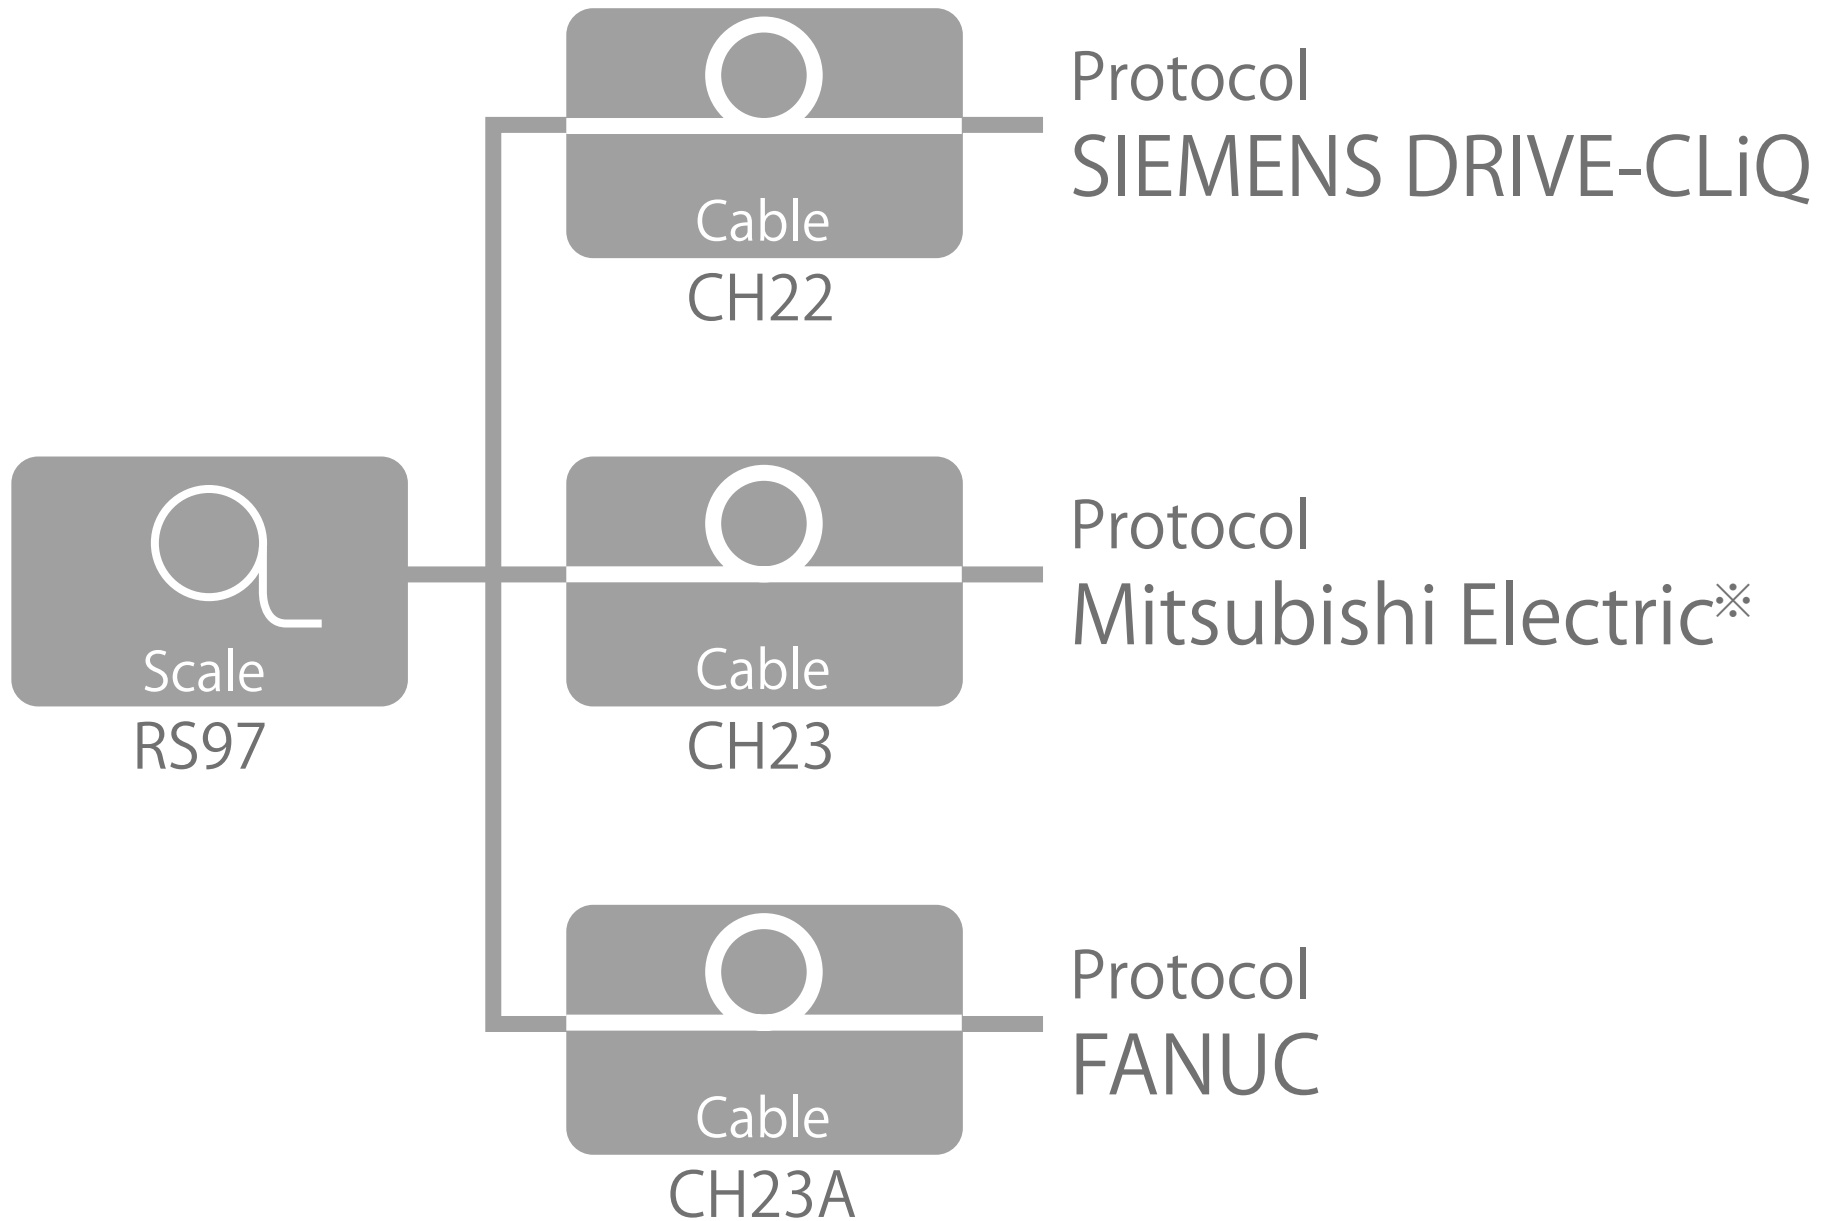 Protocol
SIEMENS DRIVE-CLiQ
Cable
CH22
Protocol
Mitsubishi Electric※
Scale
RS97
Cable
CH23
Protocol
FANUC
Cable
CH23A